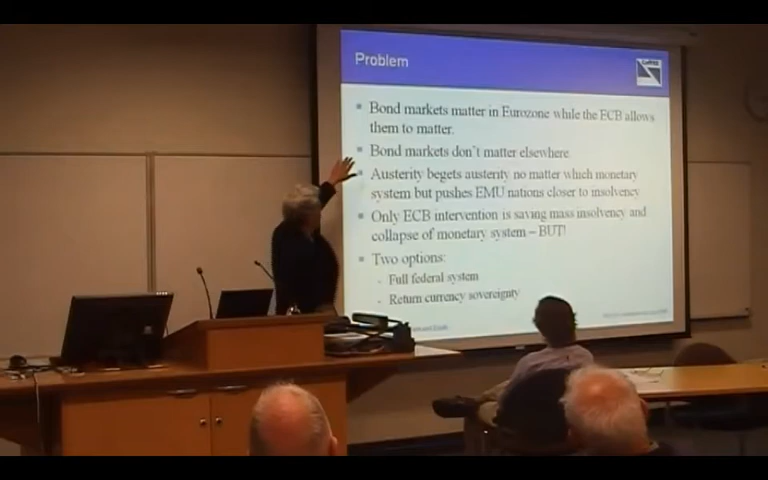 Problem
Bond markets matter in Eurozone while the ECB allows
them to matter.
Bond markets don't matter elsewhere
Austerity begets austerity no matter which monetary
system but pushes EMU nations closer to insolvency
Only ECB intervention is saving mass insolvency and
collapse of monetary system – BUT!
Two options:
Full federal system
Return currency sovereignty